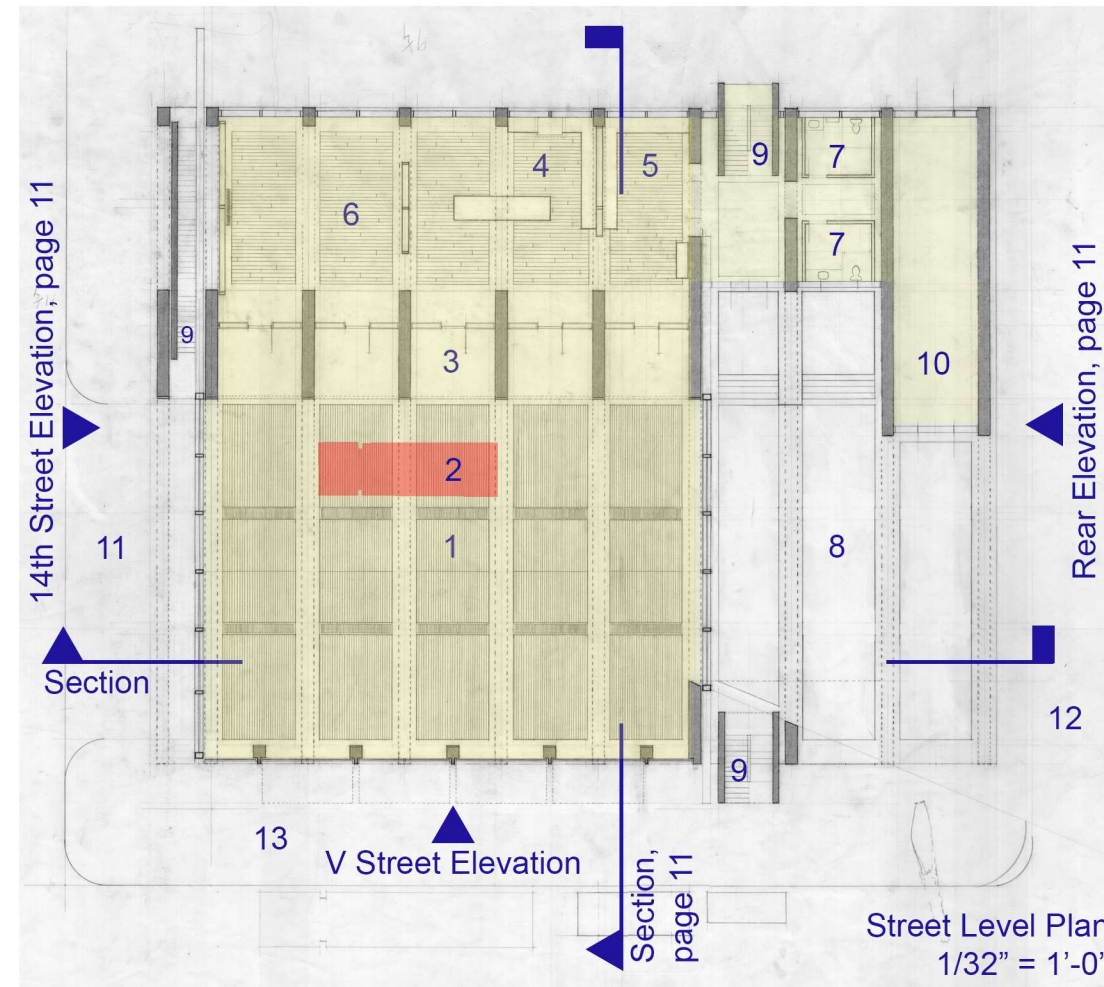 14th Street Elevation, page 11
4
5
9
7
6
7
9
3
10
Rear Elevation, page 11
2
11
1
8
Section
12
9
13
V Street Elevation
Section,
page 11
Street Level Plan
1/32” = 1’-0’